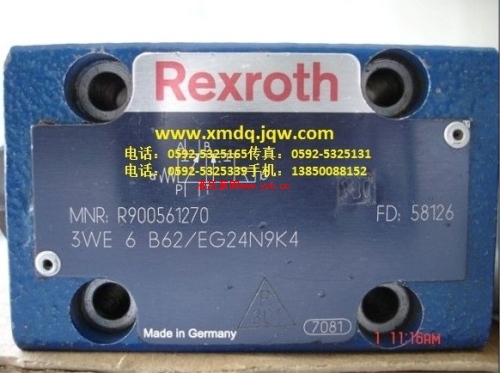 Rexroth
www.xmdq.jqw.com
电话：0592-5325165传真：0592-5325131
电话：0592-5325339手机：13850088152
A B
P
MNR: R900561270
FD: 58126
3WE 6 B62/EG24N9K4
Made in Germany
7081
1 11:16AM